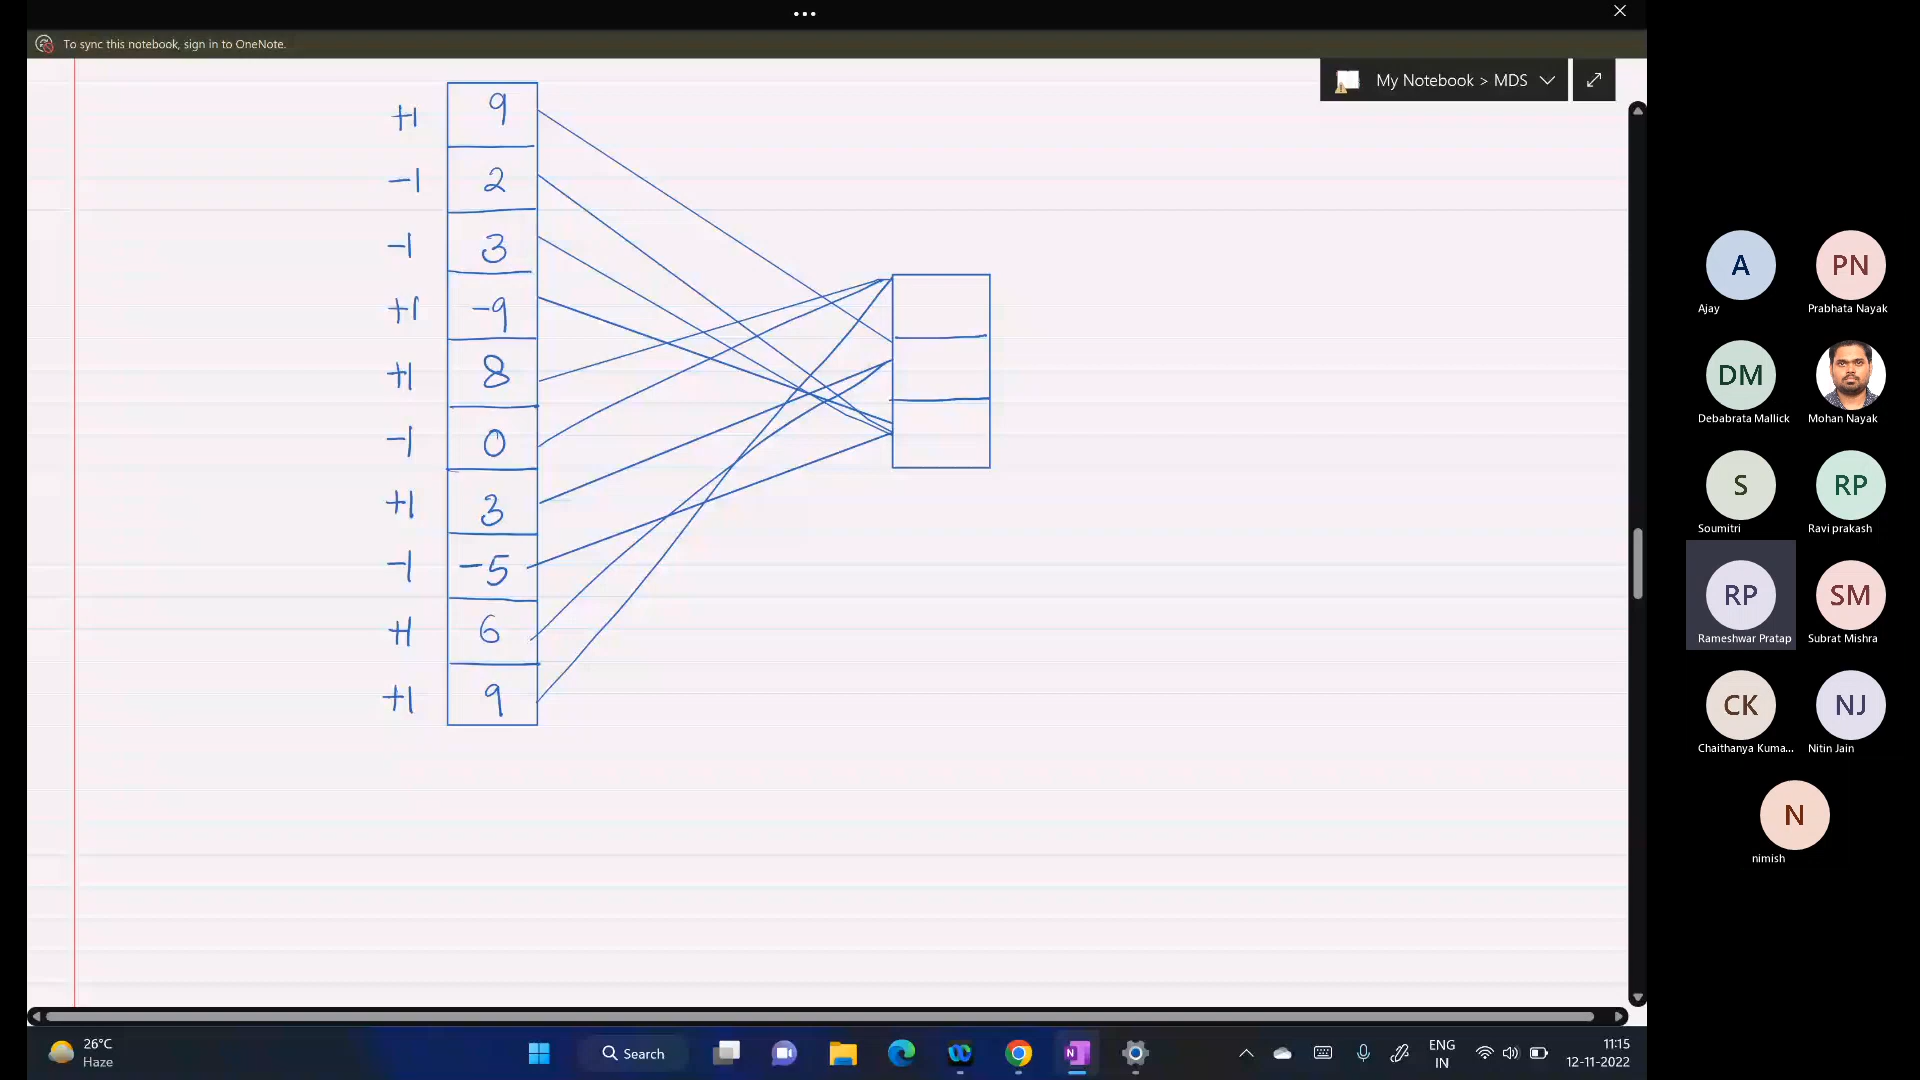 To sync this notebook, sign in to OneNote.
My Notebook > MDS
+1 9
-1 2
-1 3
+1 -9
+1 8
-1 0
+1 3
-1 -5
+1 6
+1 9
A PN
Ajay Prabhata Nayak
DM
Debabrata Mallick Mohan Nayak
S RP
Soumitri Ravi prakash
RP SM
Rameshwar Pratap Subrat Mishra
CK NJ
Chaithanya Kuma... Nitin Jain
N
nimish
26°C
Haze
Search
ENG
IN
11:15
12-11-2022